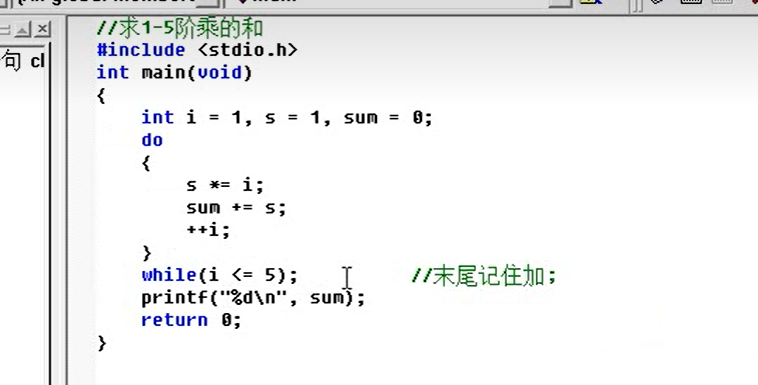 句 cl
//求1-5阶乘的和
#include <stdio.h>
int main(void)
{
    int i = 1, s = 1, sum = 0;
    do
    {
        s *= i;
        sum += s;
        ++i;
    }
    while(i <= 5);          //末尾记住加;
    printf("%d\n", sum);
    return 0;
}